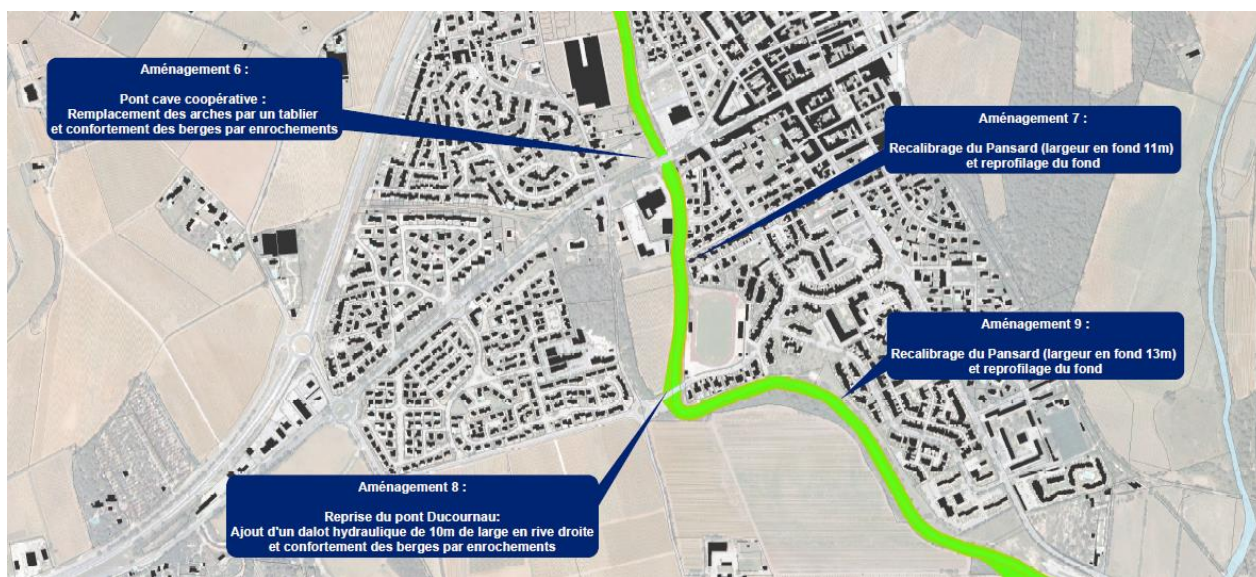 Aménagement 6 :
Pont cave coopérative :
Remplacement des arches par un tablier
et confortement des berges par enrochements
Aménagement 7 :
Recalibrage du Pansard (largeur en fond 11m)
et reprofilage du fond
Aménagement 9 :
Recalibrage du Pansard (largeur en fond 13m)
et reprofilage du fond
Aménagement 8 :
Reprise du pont Ducournau:
Ajout d'un dalot hydraulique de 10m de large en rive droite
et confortement des berges par enrochements